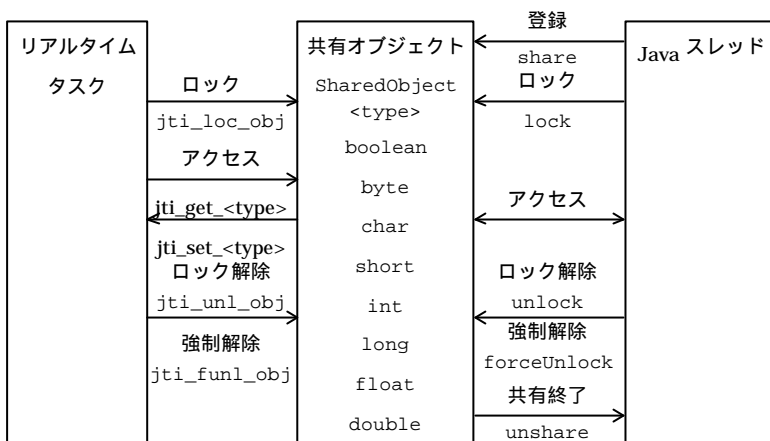 リアルタイム
タスク
ロック
jti_loc_obj
アクセス
jti_get_<type>
jti_set_<type>
ロック解除
jti_unl_obj
強制解除
jti_funl_obj
共有オブジェクト
SharedObject
<type>
boolean
byte
char
short
int
long
float
double
登録
share
ロック
lock
アクセス
ロック解除
unlock
強制解除
forceUnlock
共有終了
unshare
Java スレッド